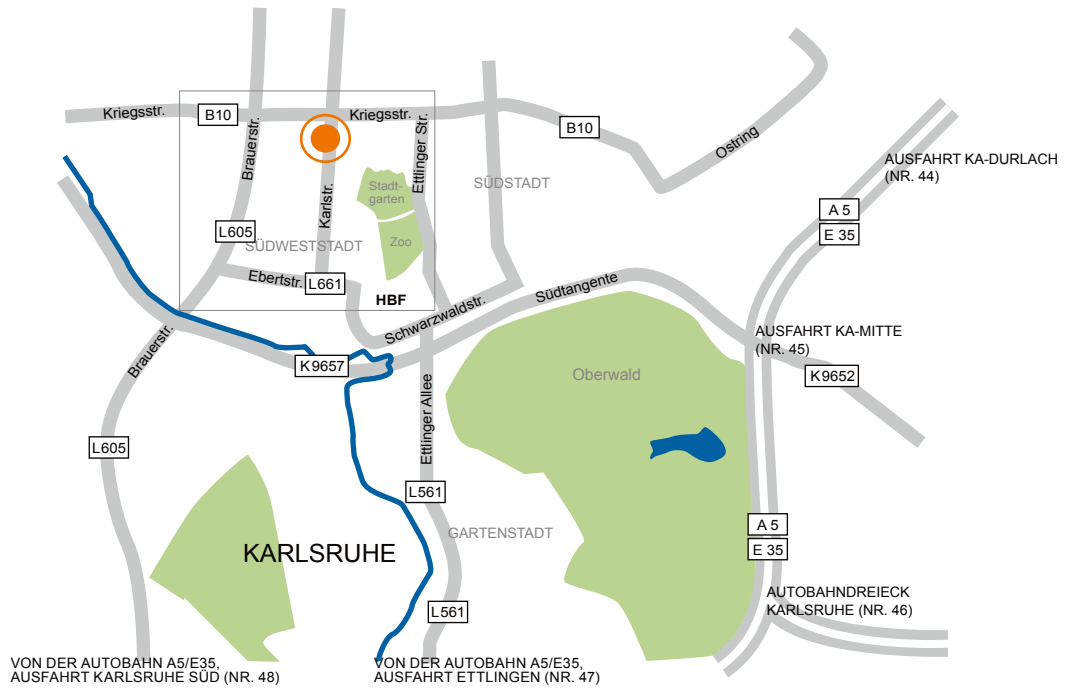 Kriegsstr.
B10
Kriegsstr.
B10
Brauerstr.
Ettlinger Str.
Ostring
AUSFAHRT KA-DURLACH
(NR. 44)
Karlstr.
Stadt-
garten
SÜDSTADT
A 5
E 35
L605
SÜDWESTSTADT
Zoo
Ebertstr.
L661
HBF
Schwarzwaldstr.
Südtangente
Brauerstr.
AUSFAHRT KA-MITTE
(NR. 45)
K9657
Oberwald
K9652
Ettlinger Allee
L605
L561
GARTENSTADT
A 5
E 35
KARLSRUHE
AUTOBAHNDREIECK
KARLSRUHE (NR. 46)
L561
VON DER AUTOBAHN A5/E35,
AUSFAHRT KARLSRUHE SÜD (NR. 48)
VON DER AUTOBAHN A5/E35,
AUSFAHRT ETTLINGEN (NR. 47)